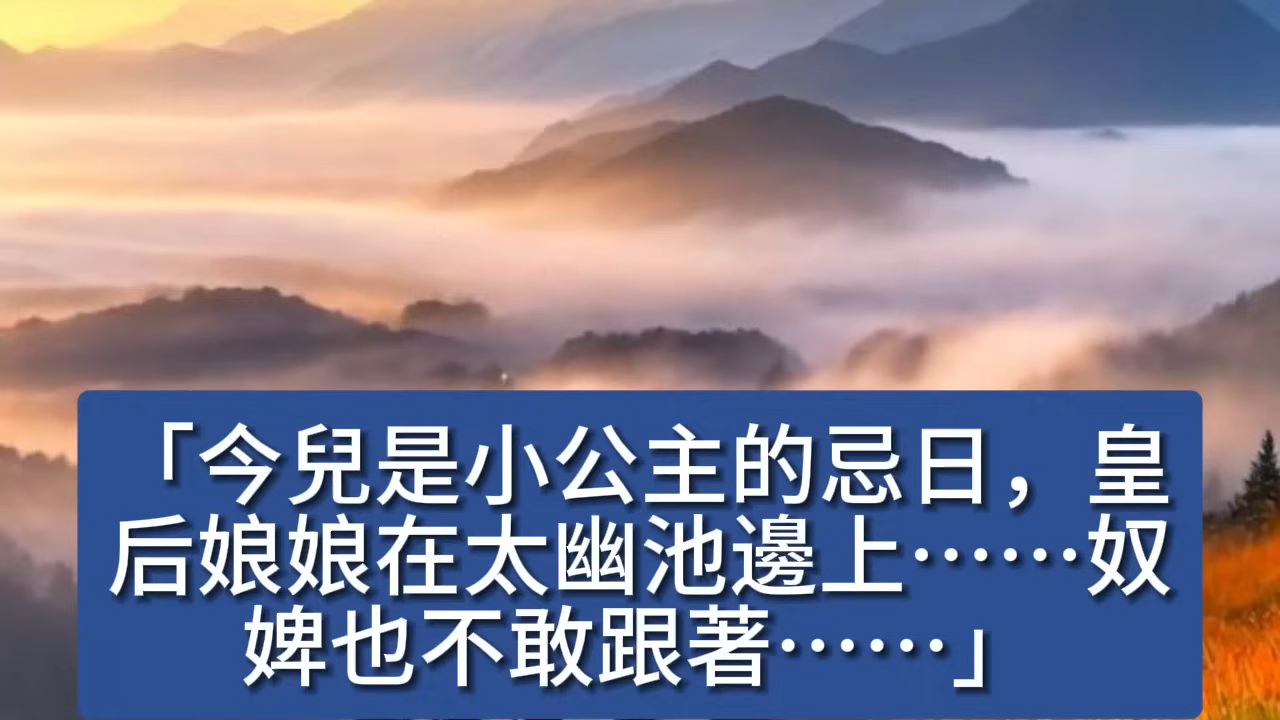 「今兒是小公主的忌日，皇
后娘娘在太幽池邊上⋯⋯奴
婢也不敢跟著⋯⋯」